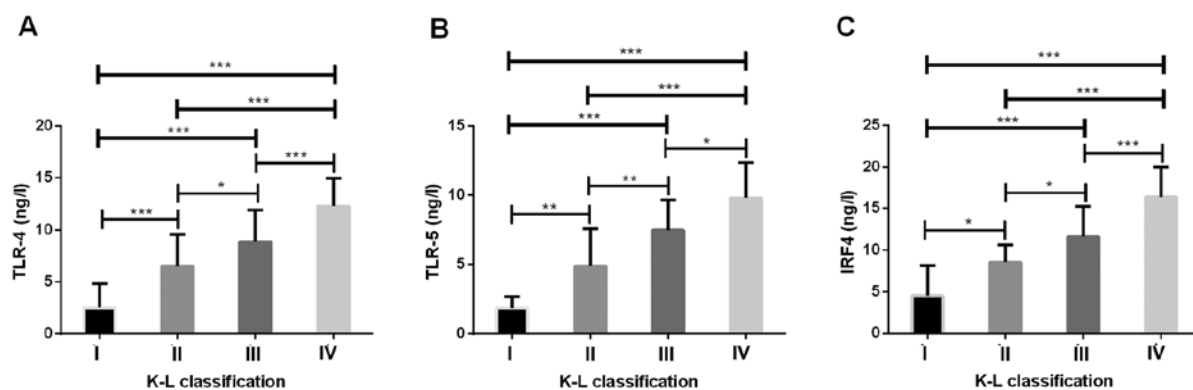 A
***
***
***
***
*
***
TLR-4 (ng/l)
20
15
10
5
0
I
II
III
IV
K-L classification
B
***
***
***
*
**
**
TLR-5 (ng/l)
15
10
5
0
I
II
III
IV
K-L classification
C
***
***
***
***
*
*
IRF4 (ng/l)
25
20
15
10
5
0
I
II
III
IV
K-L classification